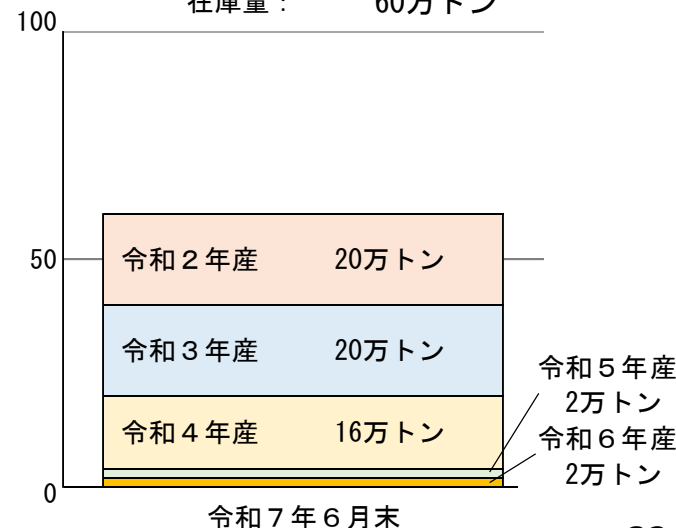 在庫量： 60万トン
100
50
0
令和２年産 20万トン
令和３年産 20万トン
令和４年産 16万トン
令和５年産
2万トン
令和６年産
2万トン
令和７年６月末